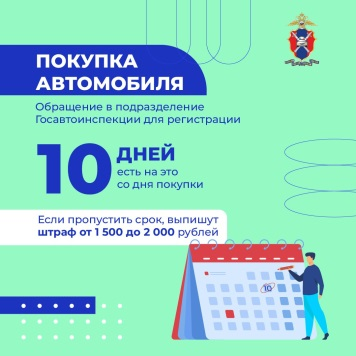 ПОКУПКА
АВТОМОБИЛЯ
Обращение в подразделение
Госавтоинспекции для регистрации
10 ДНЕЙ
есть на это
со дня покупки
Если пропустить срок, выпишут
штраф от 1 500 до 2 000 рублей
10